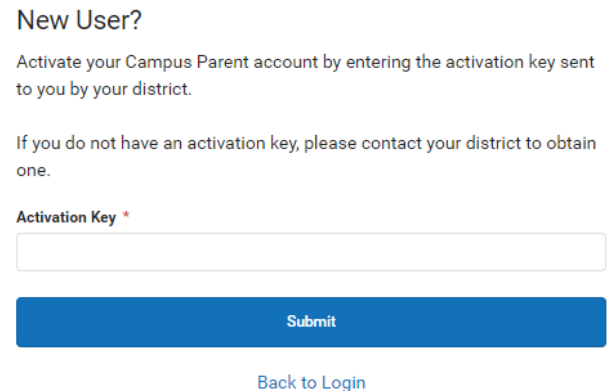 New User?
Activate your Campus Parent account by entering the activation key sent
to you by your district.
If you do not have an activation key, please contact your district to obtain
one.
Activation Key *
Submit
Back to Login